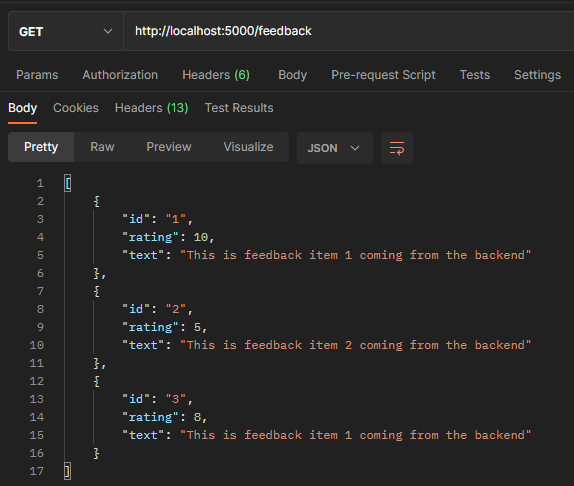 GET http://localhost:5000/feedback
Params Authorization Headers (6) Body Pre-request Script Tests Settings
Body Cookies Headers (13) Test Results
Pretty Raw Preview Visualize JSON
1 [
2 {
3 "id": "1",
4 "rating": 10,
5 "text": "This is feedback item 1 coming from the backend"
6 },
7 {
8 "id": "2",
9 "rating": 5,
10 "text": "This is feedback item 2 coming from the backend"
11 },
12 {
13 "id": "3",
14 "rating": 8,
15 "text": "This is feedback item 1 coming from the backend"
16 }
17 ]